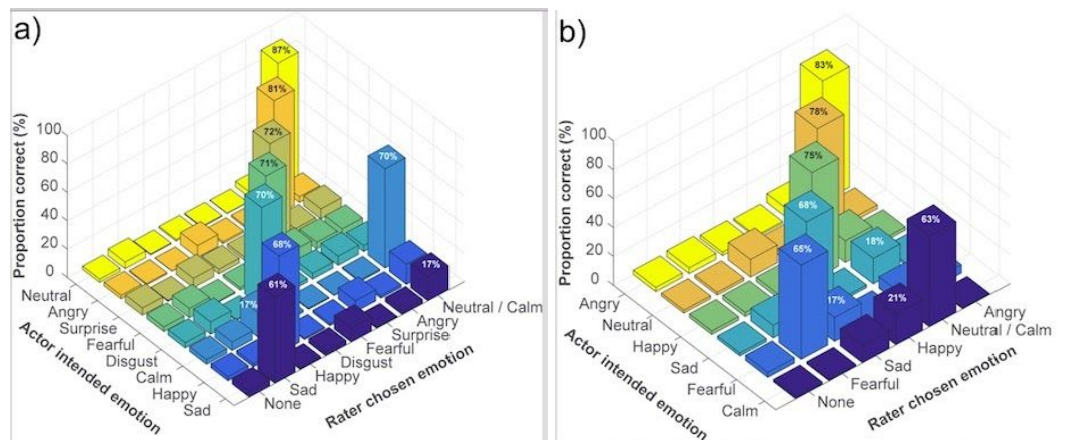 a)
87%
81%
72%
71%
70%
70%
68%
61%
17%
17%
Proportion correct (%)
100
80
60
40
20
0
Neutral
Angry
Surprise
Fearful
Disgust
Calm
Happy
Sad
Actor intended emotion
Neutral / Calm
Angry
Surprise
Fearful
Disgust
Happy
Sad
None
Rater chosen emotion
b)
83%
78%
75%
68%
65%
63%
18%
17%
21%
Proportion correct (%)
100
80
60
40
20
0
Angry
Neutral
Happy
Sad
Fearful
Calm
Actor intended emotion
Angry
Neutral / Calm
Happy
Sad
Fearful
None
Rater chosen emotion